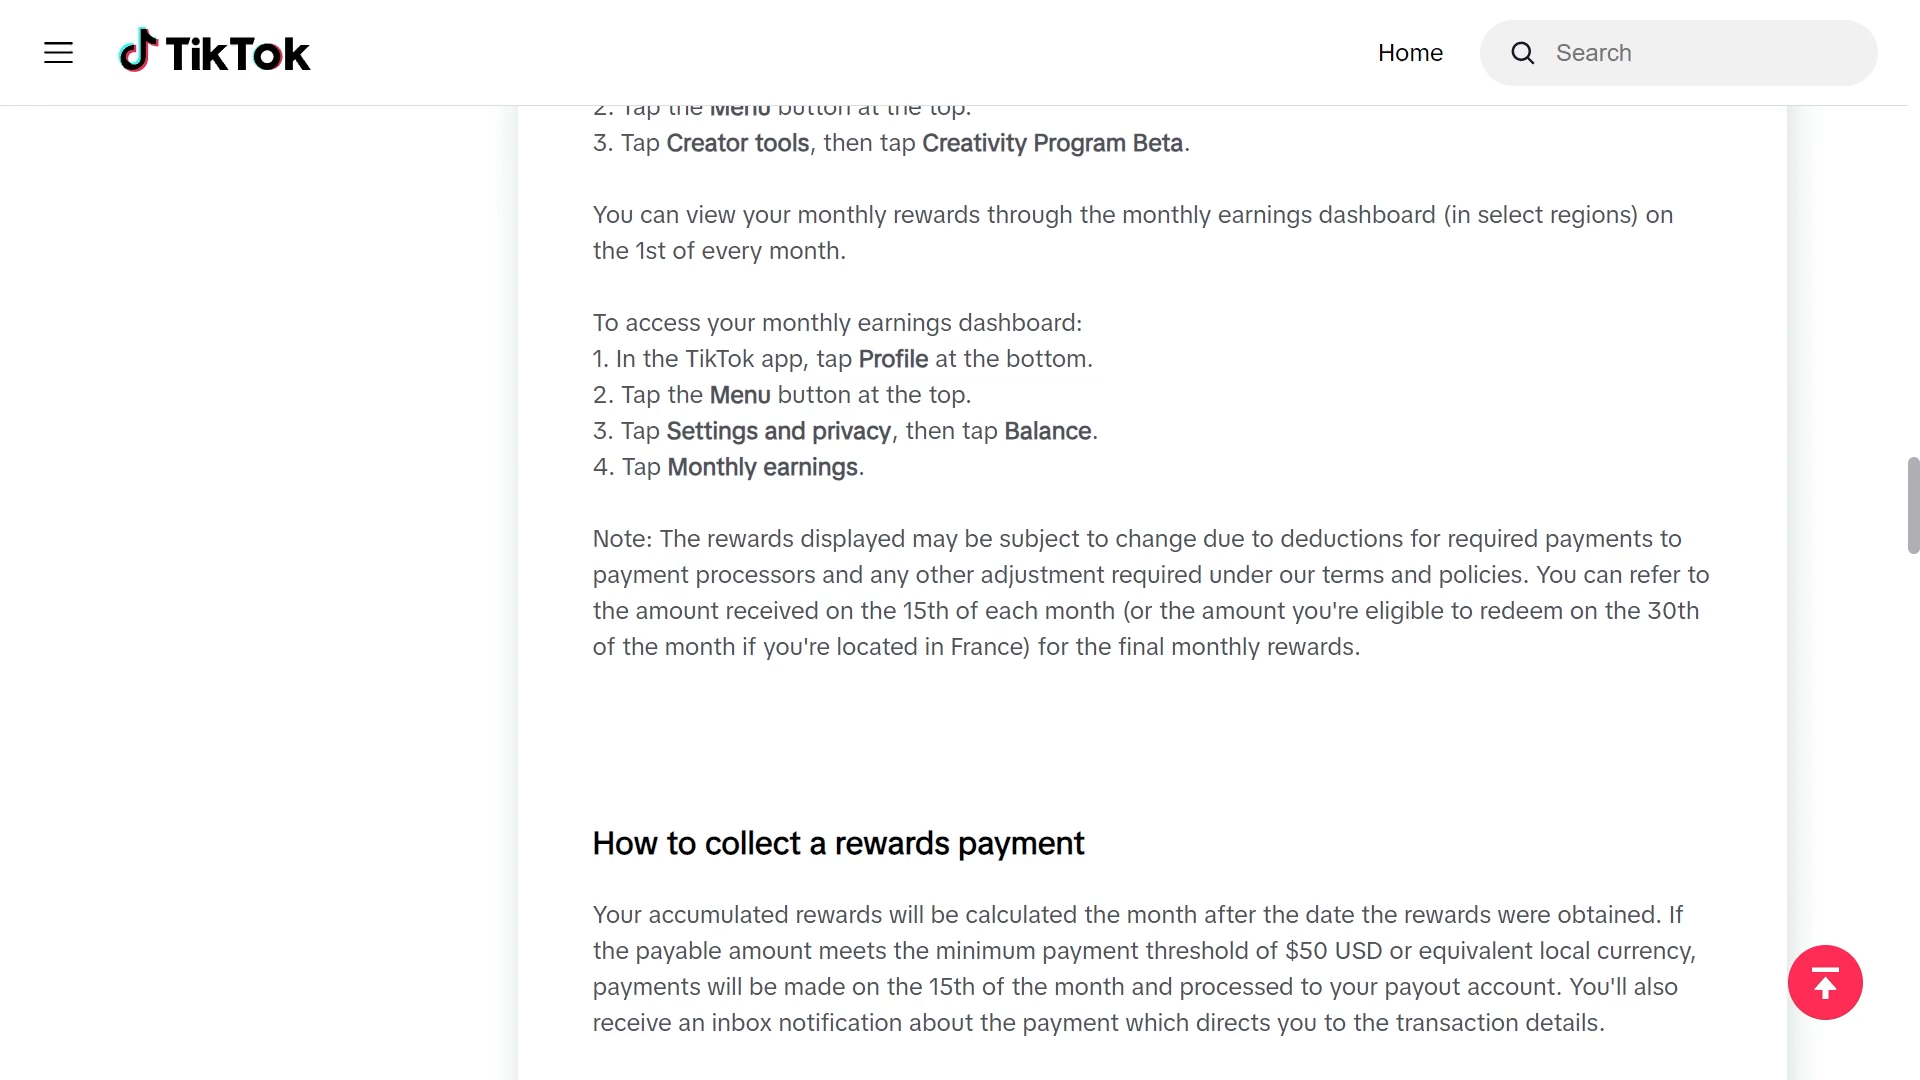 TikTok
Home
Search
2. Tap the Menu button at the top.
3. Tap Creator tools, then tap Creativity Program Beta.
You can view your monthly rewards through the monthly earnings dashboard (in select regions) on
the 1st of every month.
To access your monthly earnings dashboard:
1. In the TikTok app, tap Profile at the bottom.
2. Tap the Menu button at the top.
3. Tap Settings and privacy, then tap Balance.
4. Tap Monthly earnings.
Note: The rewards displayed may be subject to change due to deductions for required payments to
payment processors and any other adjustment required under our terms and policies. You can refer to
the amount received on the 15th of each month (or the amount you're eligible to redeem on the 30th
of the month if you're located in France) for the final monthly rewards.
How to collect a rewards payment
Your accumulated rewards will be calculated the month after the date the rewards were obtained. If
the payable amount meets the minimum payment threshold of $50 USD or equivalent local currency,
payments will be made on the 15th of the month and processed to your payout account. You'll also
receive an inbox notification about the payment which directs you to the transaction details.